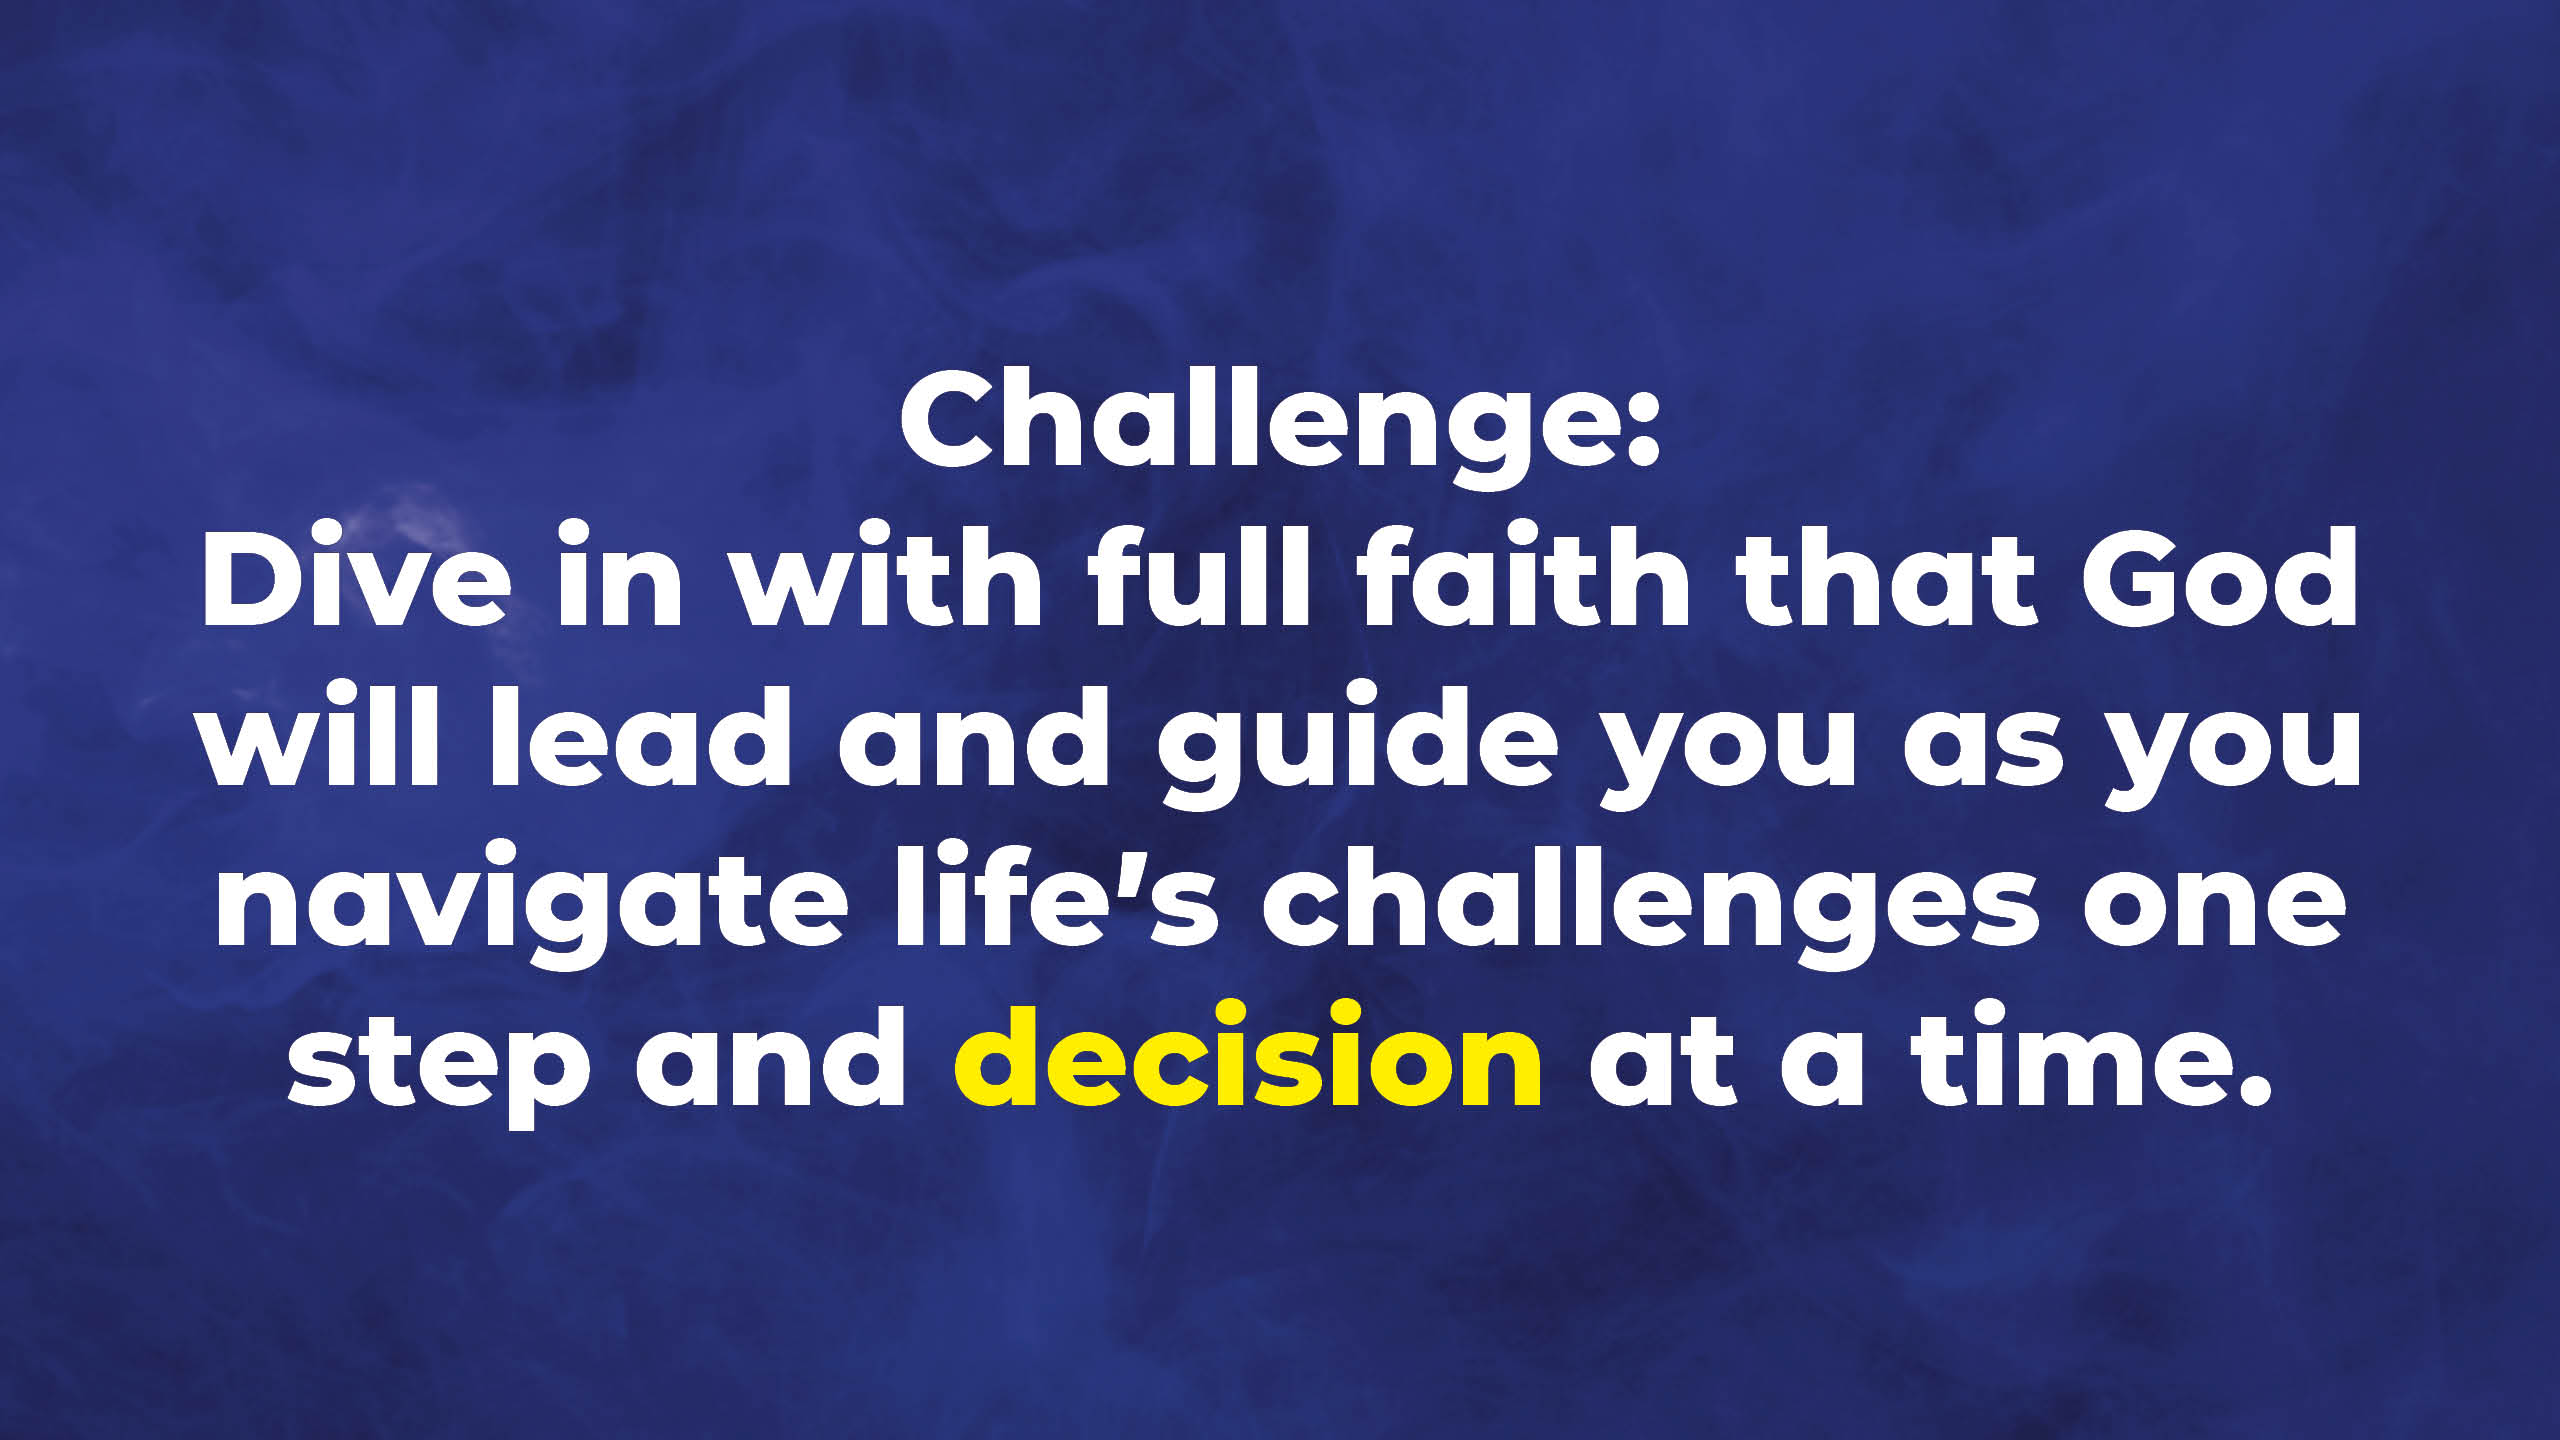 Challenge:
Dive in with full faith that God
will lead and guide you as you
navigate life's challenges one
step and decision at a time.